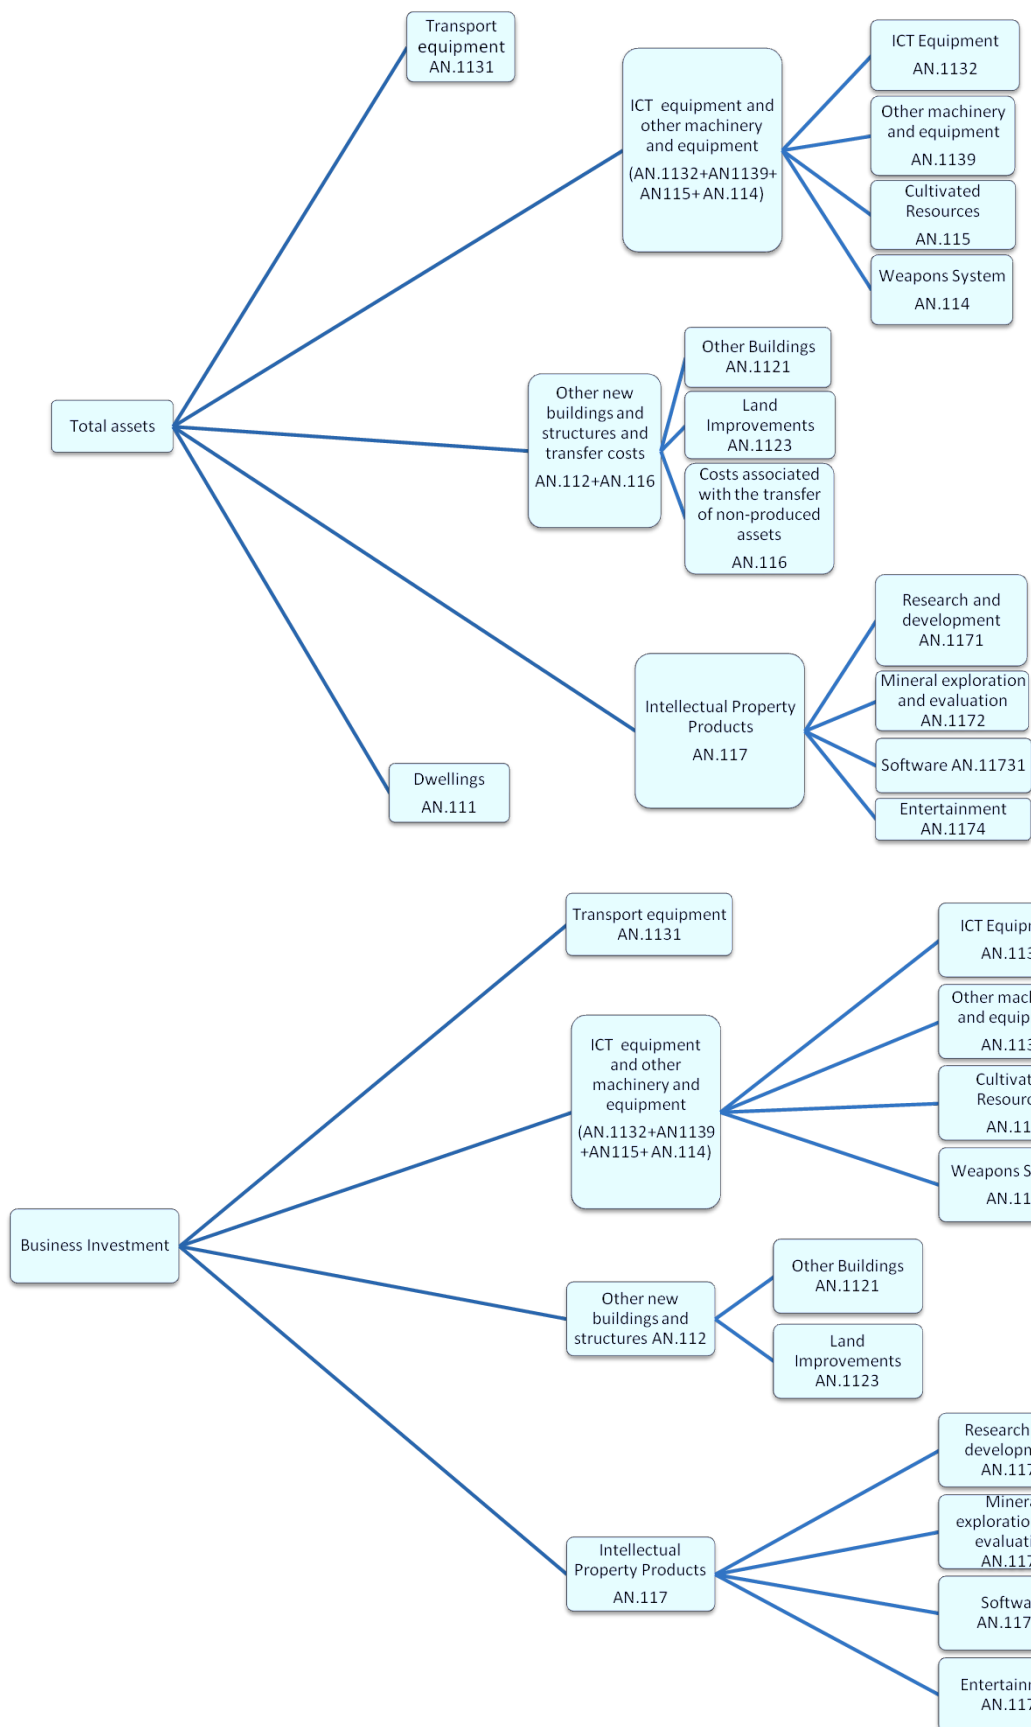 Transport
equipment
AN.1131
ICT equipment and
other machinery
and equipment
(AN.1132+AN1139+
AN115+ AN.114)
ICT Equipment
AN.1132
Other machinery
and equipment
AN.1139
Cultivated
Resources
AN.115
Weapons System
AN.114
Total assets
Other new
buildings and
structures and
transfer costs
AN.112+AN.116
Other Buildings
AN.1121
Land
Improvements
AN.1123
Costs associated
with the transfer
of non-produced
assets
AN.116
Intellectual Property
Products
AN.117
Research and
development
AN.1171
Mineral exploration
and evaluation
AN.1172
Software AN.11731
Entertainment
AN.1174
Dwellings
AN.111
Transport equipment
AN.1131
ICT equipment
and other
machinery and
equipment
(AN.1132+AN1139
+AN115+ AN.114)
ICT
Other
and
Weapons
Business Investment
Other new
buildings and
structures AN.112
Other Buildings
AN.1121
Land
Improvements
AN.1123
Intellectual
Property Products
AN.117
Research